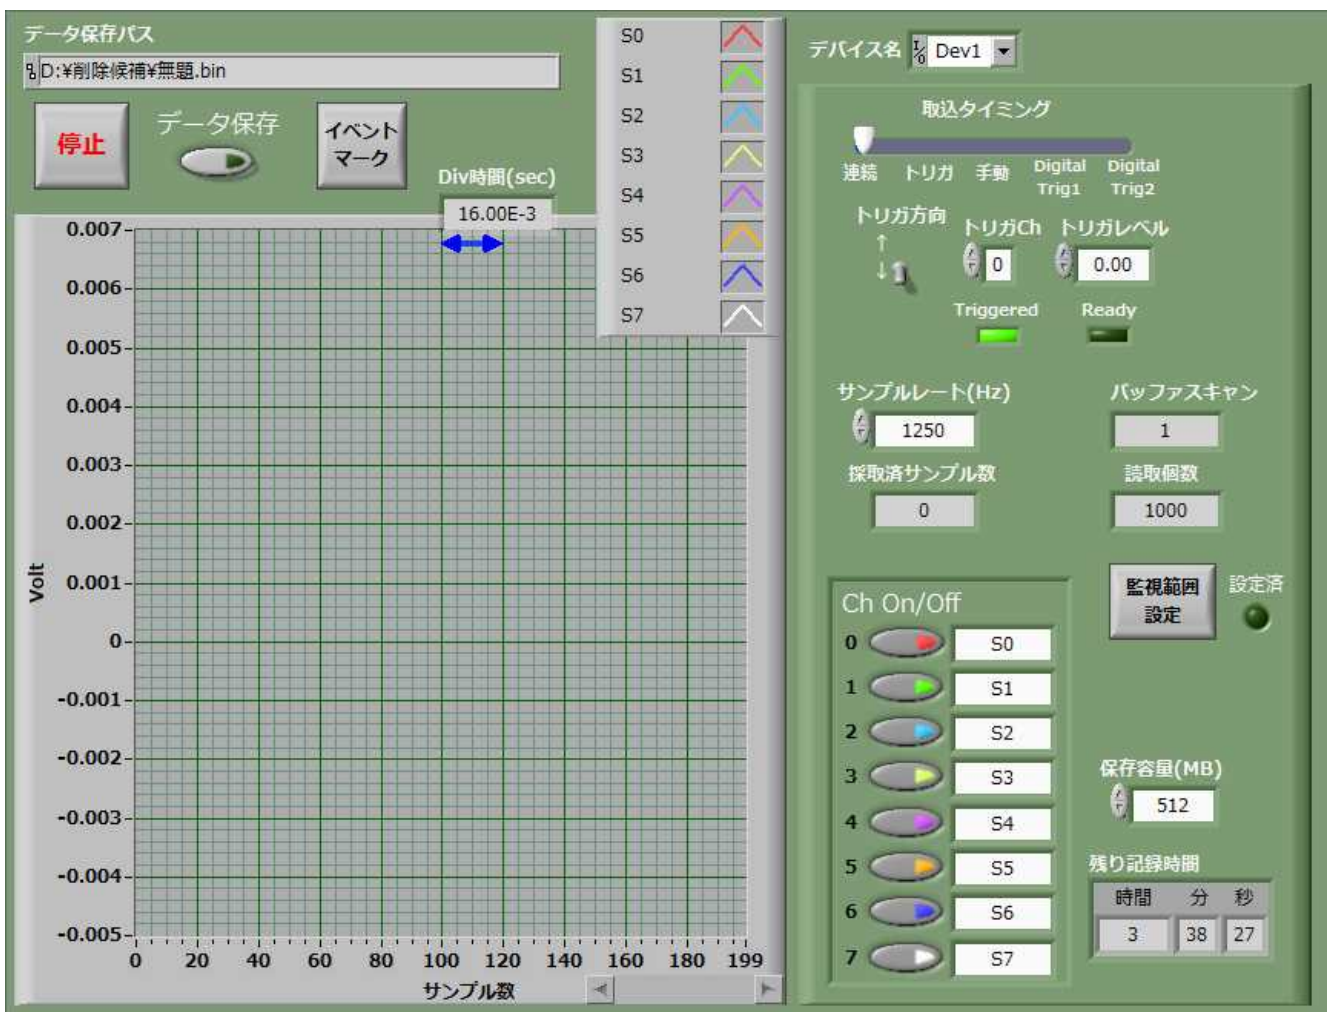 データ保存パス
D:¥削除候補¥無題.bin
停止
データ保存
イベント
マーク
Div時間(sec)
16.00E-3
S0
S1
S2
S3
S4
S5
S6
S7
0.007
0.006
0.005
0.004
0.003
0.002
0.001
0
-0.001
-0.002
-0.003
-0.004
-0.005
Volt
0 20 40 60 80 100 120 140 160 180 199
サンプル数
デバイス名 I/O Dev1
取込タイミング
連続 トリガ 手動 Digital Trig1 Digital Trig2
トリガ方向
↑
↓
トリガCh
0
トリガレベル
0.00
Triggered Ready
サンプルレート(Hz)
1250
バッファスキャン
1
採取済サンプル数
0
読取個数
1000
監視範囲
設定
設定済
Ch On/Off
0 S0
1 S1
2 S2
3 S3
4 S4
5 S5
6 S6
7 S7
保存容量(MB)
512
残り記録時間
時間 分 秒
3 38 27